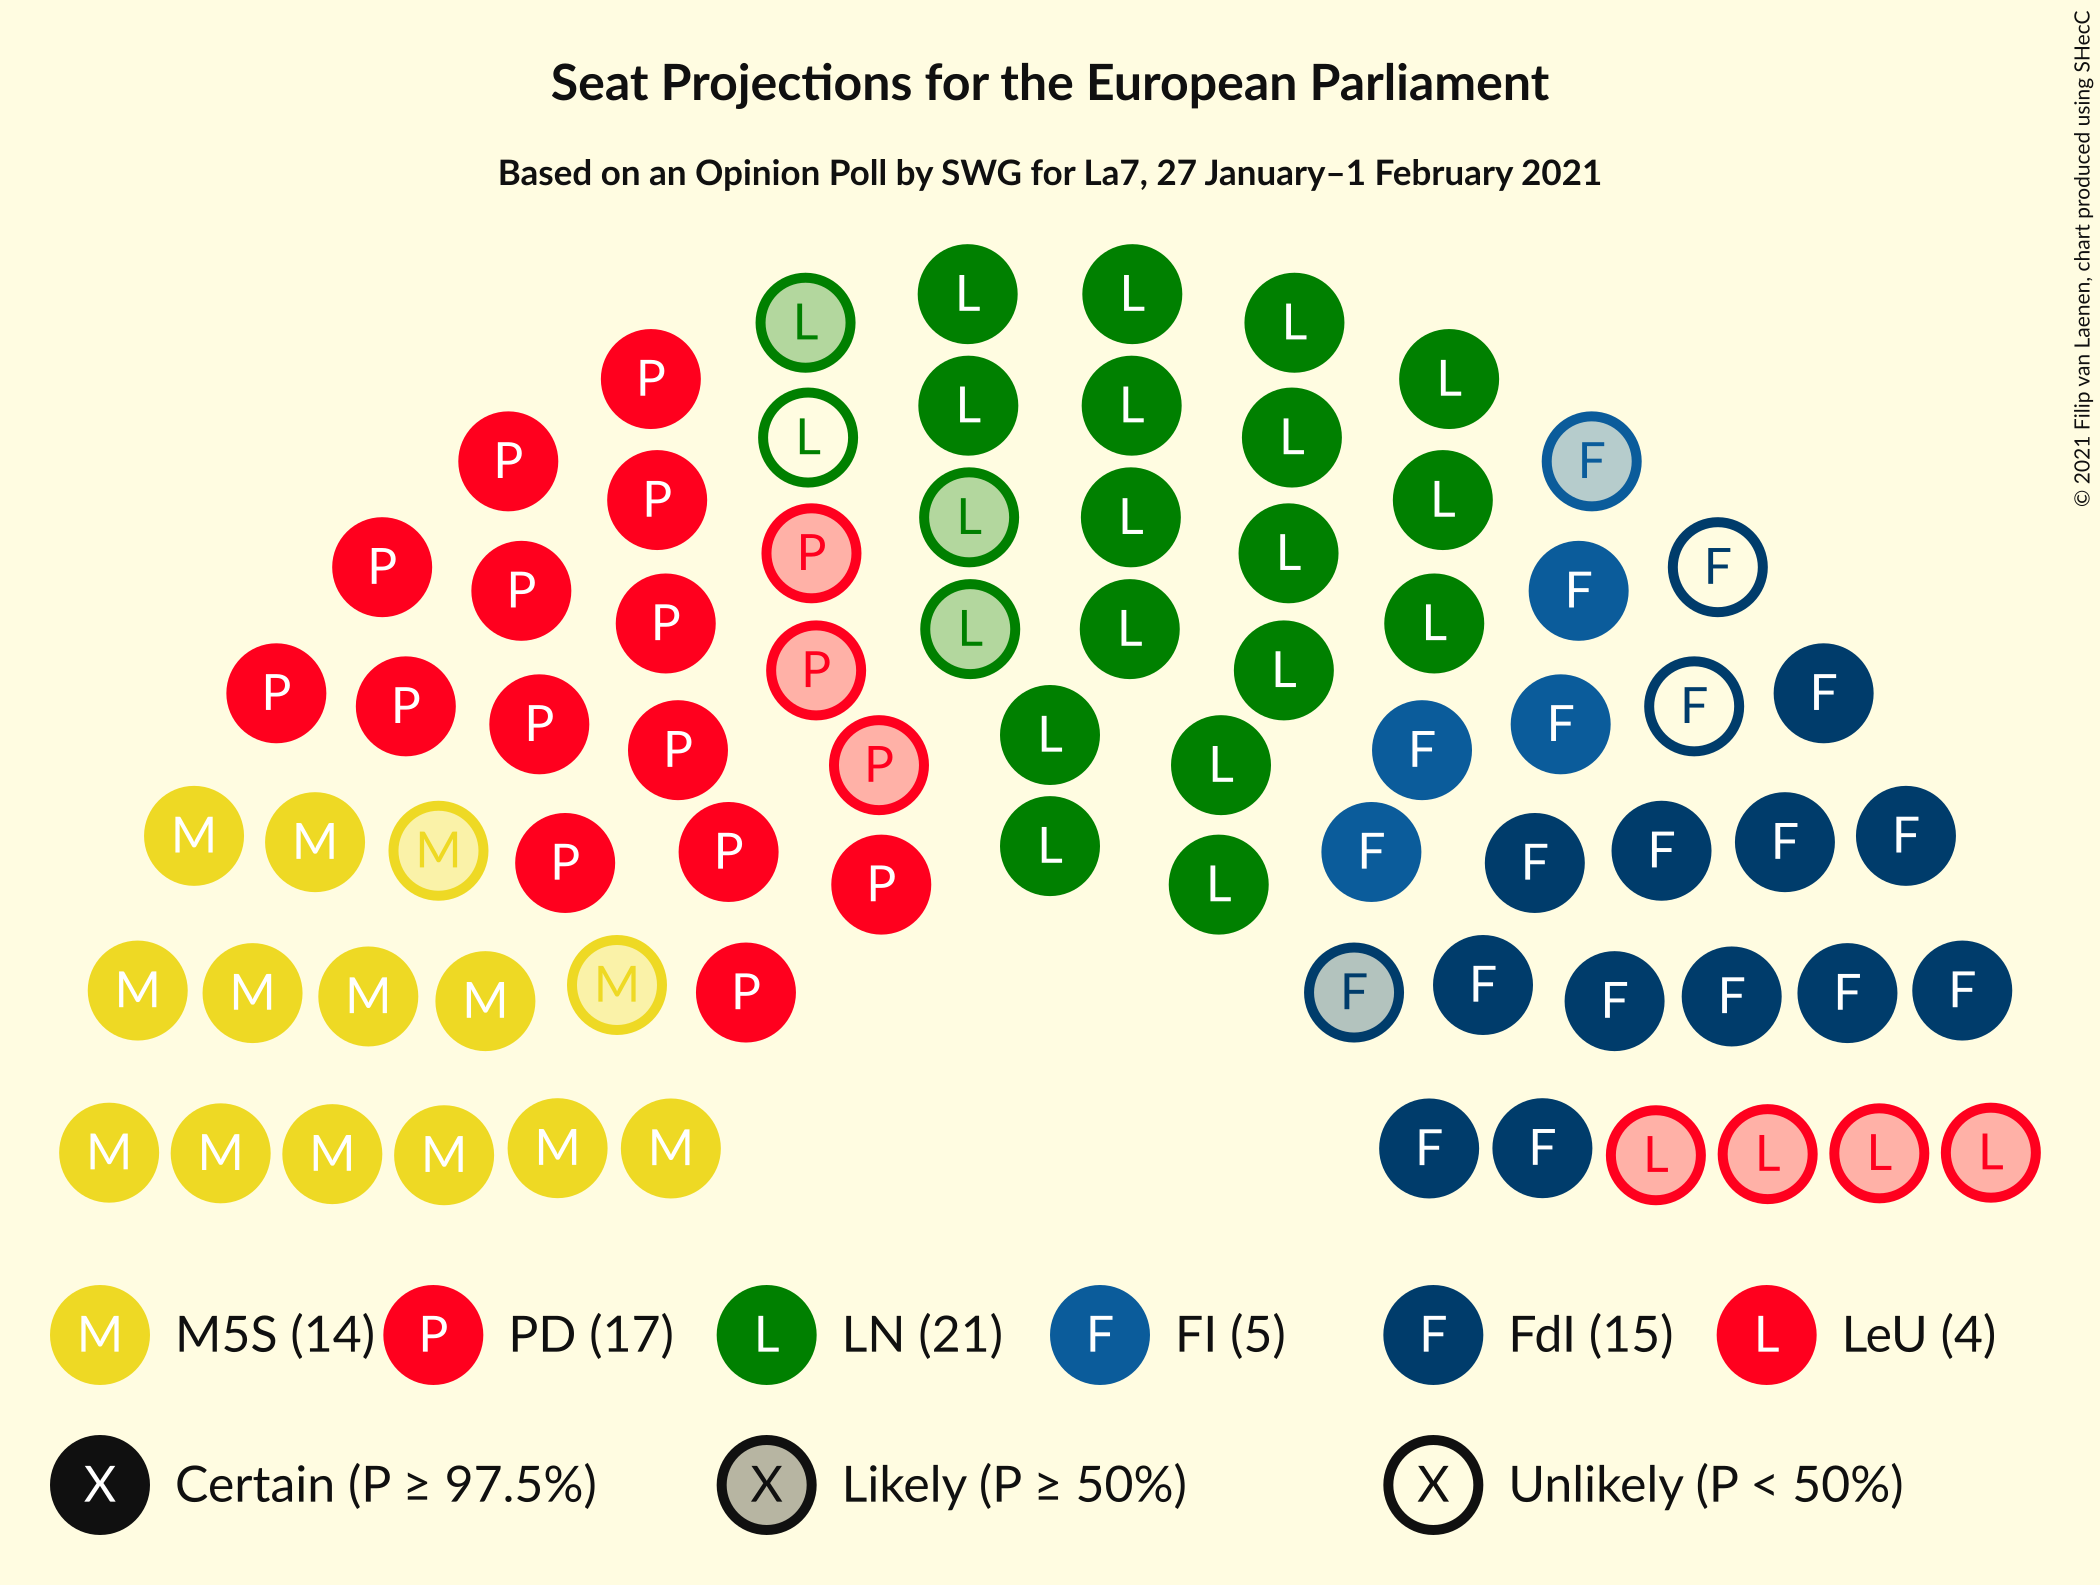 Seat Projections for the European Parliament
Based on an Opinion Poll by SWG for La7, 27 January–1 February 2021
© 2021 Filip van Laenen, chart produced using SHecC
L L L L
P L
L L L L
P F
P L
P L L L F
P P L
P L L L F
P P L
P P F F
P P L L F
P F
M M M P P P L L F F F F F
M M M M M P F F F F F F
M M M M M M F F L L L L
M M5S (14) P PD (17) L LN (21) F FI (5) F FdI (15) L LeU (4)
X Certain (P ≥ 97.5%) X Likely (P ≥ 50%) X Unlikely (P < 50%)